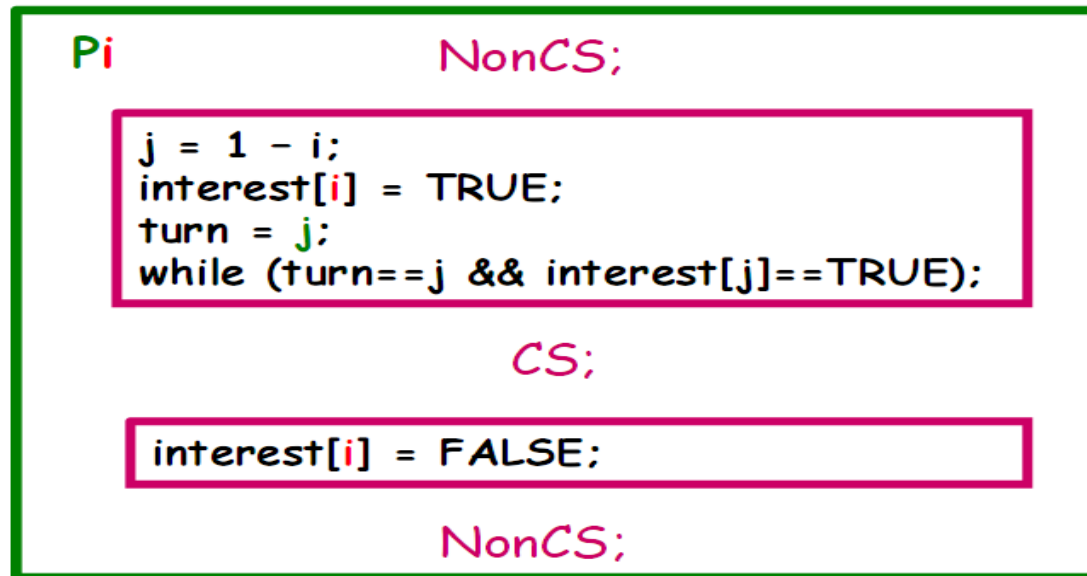 Pi
NonCS;
j = 1 – i;
interest[i] = TRUE;
turn = j;
while (turn==j && interest[j]==TRUE);
CS;
interest[i] = FALSE;
NonCS;